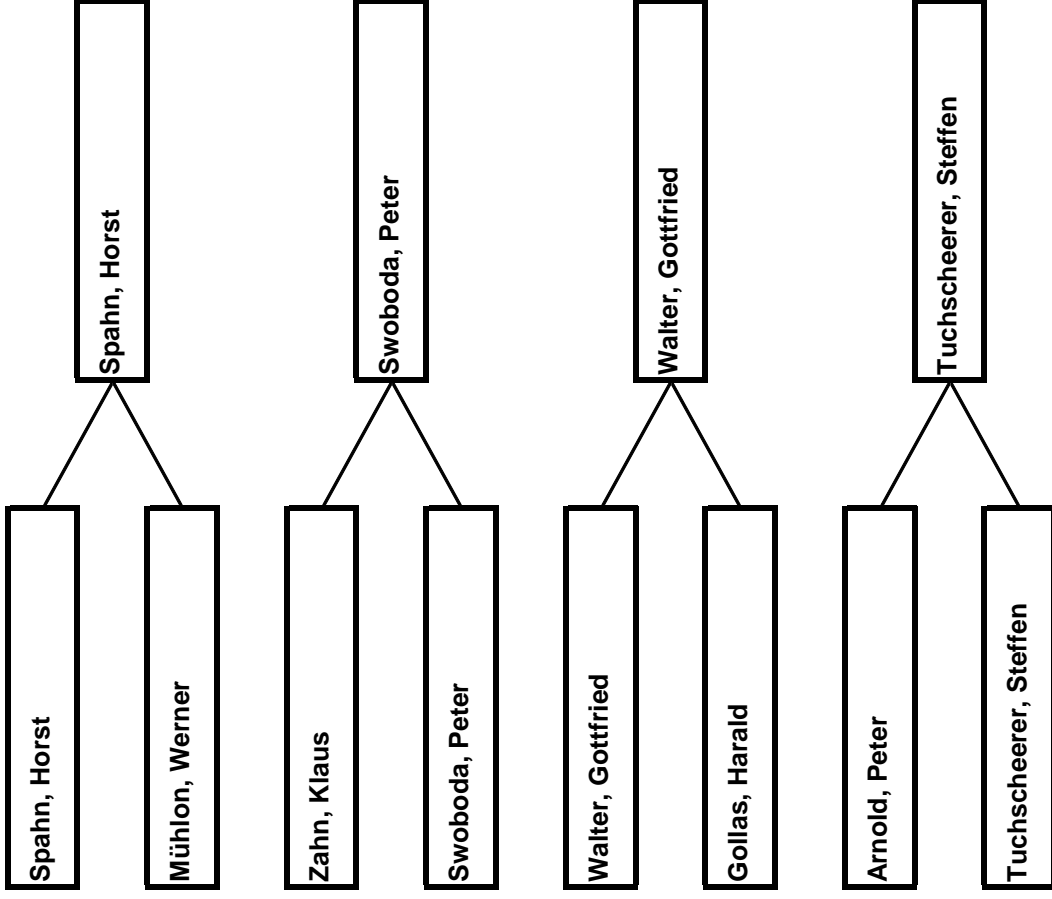 Spahn, Horst
Swoboda, Peter
Walter, Gottfried
Tuchscheerer, Steffen
Spahn, Horst
Mühlon, Werner
Zahn, Klaus
Swoboda, Peter
Walter, Gottfried
Gollas, Harald
Arnold, Peter
Tuchscheerer, Steffen